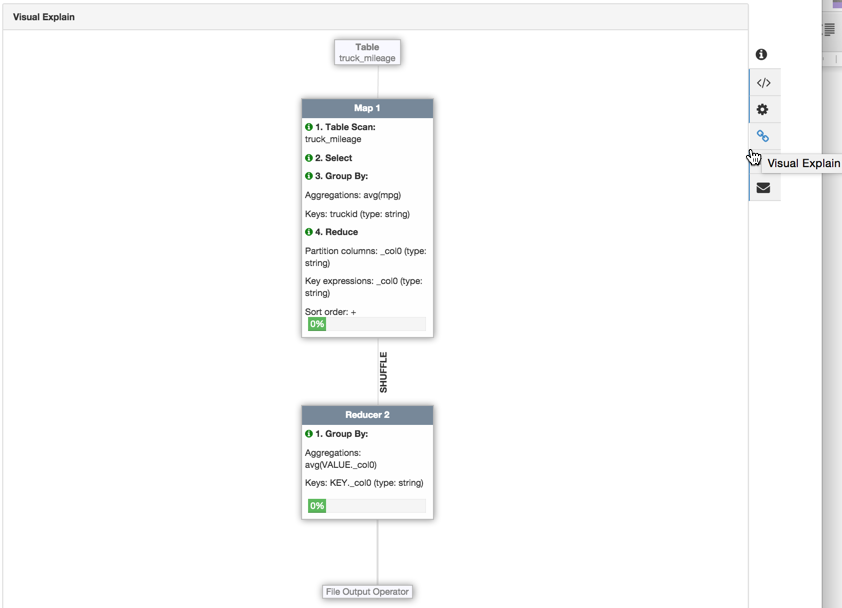 Visual Explain
Table
truck_mileage
Map 1
1. Table Scan:
truck_mileage
2. Select
3. Group By:
Aggregations: avg(mpg)
Keys: truckid (type: string)
4. Reduce
Partition columns: _col0 (type:
string)
Key expressions: _col0 (type:
string)
Sort order: +
0%
SHUFFLE
Reducer 2
1. Group By:
Aggregations:
avg(VALUE._col0)
Keys: KEY._col0 (type: string)
0%
File Output Operator
</>
Visual Explain